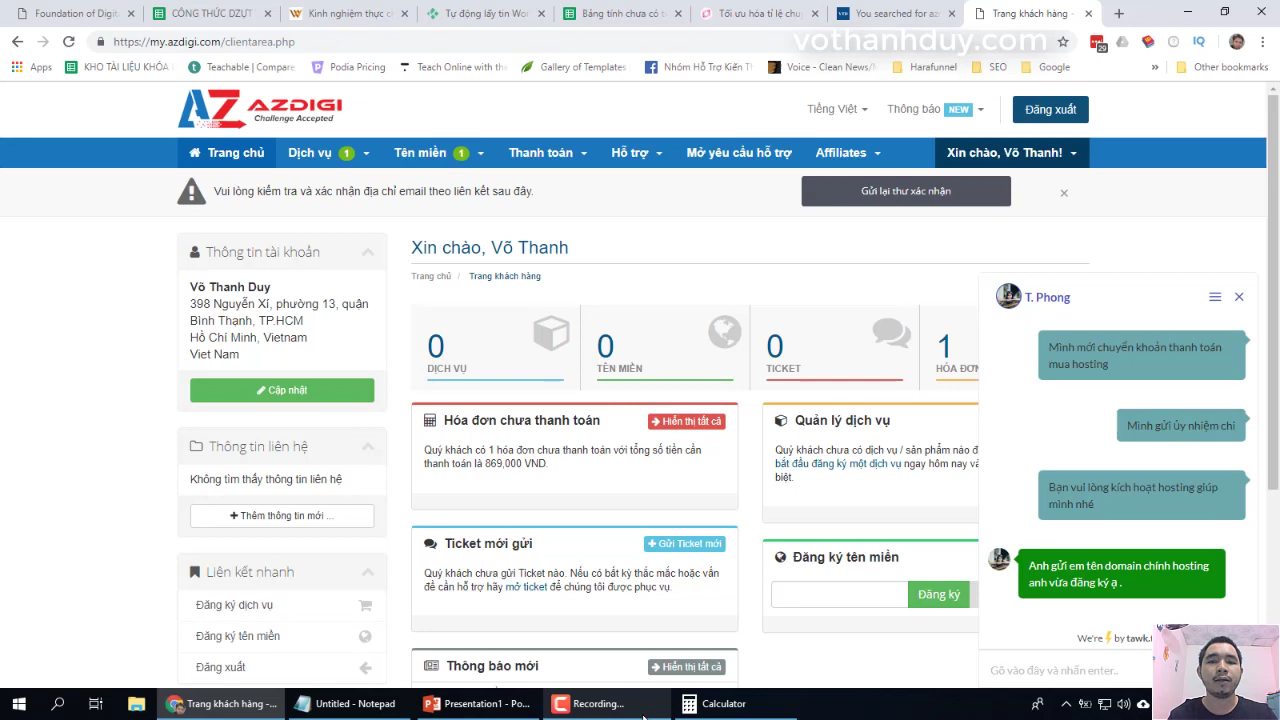 Foundation of Digit
CÔNG THỨC DZỰT
Kinh nghiệm thực c
Tự động lấy tin Wor
Bảng tính chưa có t
Tối ưu hóa tỉ lệ chuy
You searched for az
Trang khách hàng -
https://my.azdigi.com/clientarea.php
vothanhduy.com
29
IQ
Apps
KHO TÀI LIỆU KHÓA
Teachable | Compare
Podia Pricing
Teach Online with the
Gallery of Templates
Nhóm Hỗ Trợ Kiến Th
Voice - Clean News/M
Harafunnel
SEO
Google
»
Other bookmarks
AZ AZDIGI
Challenge Accepted
Tiếng Việt
Thông báo NEW
Đăng xuất
Trang chủ
Dịch vụ 1
Tên miền 1
Thanh toán
Hỗ trợ
Mở yêu cầu hỗ trợ
Affiliates
Xin chào, Võ Thanh!
Vui lòng kiểm tra và xác nhận địa chỉ email theo liên kết sau đây.
Gửi lại thư xác nhận
Thông tin tài khoản
Võ Thanh Duy
398 Nguyễn Xí, phường 13, quận
Bình Thạnh, TP.HCM
Hồ Chí Minh, Vietnam
Viet Nam
Cập nhật
Thông tin liên hệ
Không tìm thấy thông tin liên hệ
Thêm thông tin mới ...
Liên kết nhanh
Đăng ký dịch vụ
Đăng ký tên miền
Đăng xuất
Xin chào, Võ Thanh
Trang chủ / Trang khách hàng
0
DỊCH VỤ
0
TÊN MIỀN
0
TICKET
1
HÓA ĐƠN
Hóa đơn chưa thanh toán
Hiển thị tất cả
Quý khách có 1 hóa đơn chưa thanh toán với tổng số tiền cần
thanh toán là 869,000 VND.
Quản lý dịch vụ
Quý khách chưa có dịch vụ / sản phẩm nào đ
bắt đầu đăng ký một dịch vụ ngay hôm nay và
biệt.
Ticket mới gửi
Gửi Ticket mới
Quý khách chưa gửi Ticket nào. Nếu có bất kỳ thắc mắc hoặc vấn
đề cần hỗ trợ hãy mở ticket để chúng tôi được phục vụ.
Đăng ký tên miền
Đăng ký
Thông báo mới
Hiển thị tất cả
T. Phong
Mình mới chuyển khoản thanh toán
mua hosting
Mình gửi ủy nhiệm chi
Bạn vui lòng kích hoạt hosting giúp
mình nhé
Anh gửi em tên domain chính hosting
anh vừa đăng ký ạ .
We're by tawk.t
Gõ vào đây và nhấn enter..
Trang khách hàng -...
Untitled - Notepad
Presentation1 - Po...
Recording...
Calculator